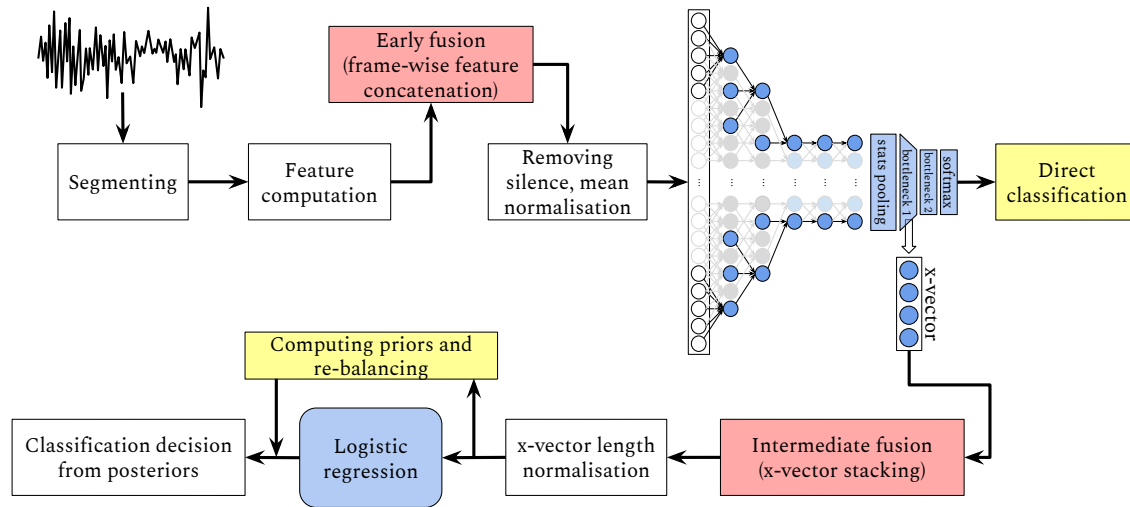 Early fusion
(frame-wise feature
concatenation)
Segmenting
Feature
computation
Removing
silence, mean
normalisation
...
...
...
...
...
...
stats pooling
bottleneck 1
bottleneck 2
softmax
Direct
classification
x-vector
Computing priors and
re-balancing
Classification decision
from posteriors
Logistic
regression
x-vector length
normalisation
Intermediate fusion
(x-vector stacking)